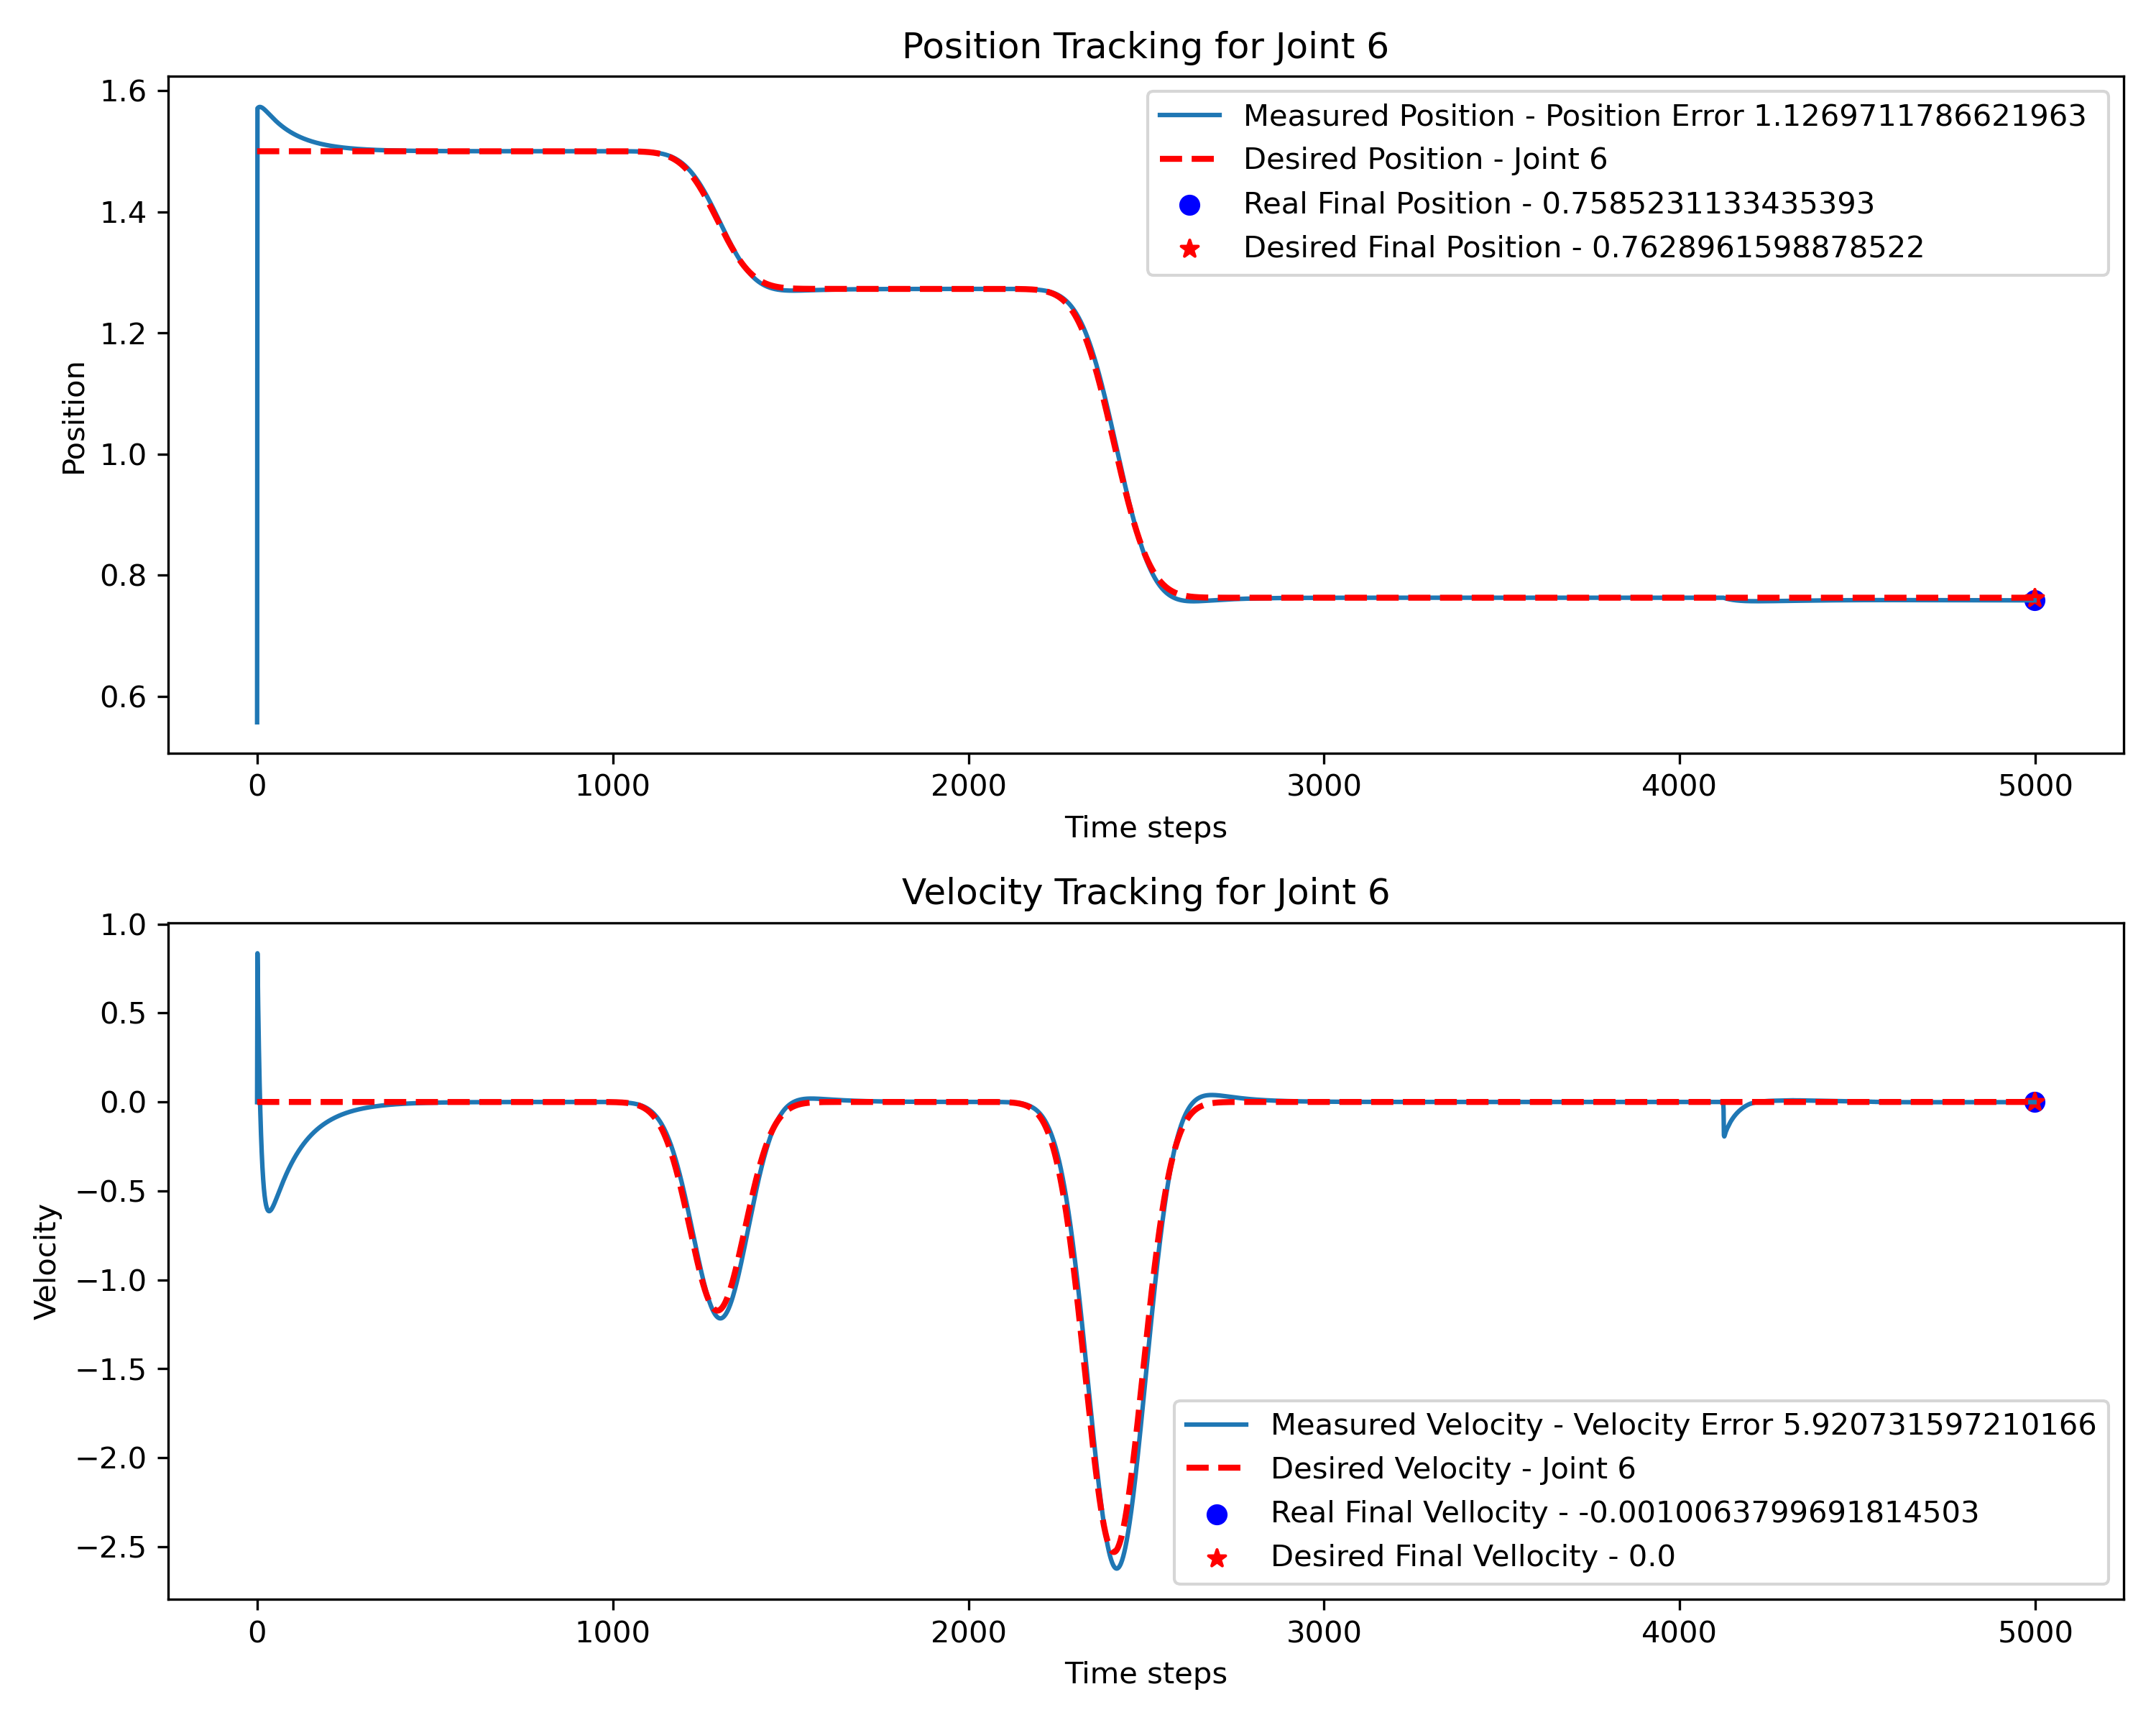 Position Tracking for Joint 6
1.6
1.4
1.2
1.0
0.8
0.6
Position
Measured Position - Position Error 1.1269711786621963
Desired Position - Joint 6
Real Final Position - 0.7585231133435393
Desired Final Position - 0.7628961598878522
0 1000 2000 3000 4000 5000
Time steps
Velocity Tracking for Joint 6
1.0
0.5
0.0
−0.5
−1.0
−1.5
−2.0
−2.5
Velocity
Measured Velocity - Velocity Error 5.920731597210166
Desired Velocity - Joint 6
Real Final Vellocity - -0.0010063799691814503
Desired Final Vellocity - 0.0
0 1000 2000 3000 4000 5000
Time steps